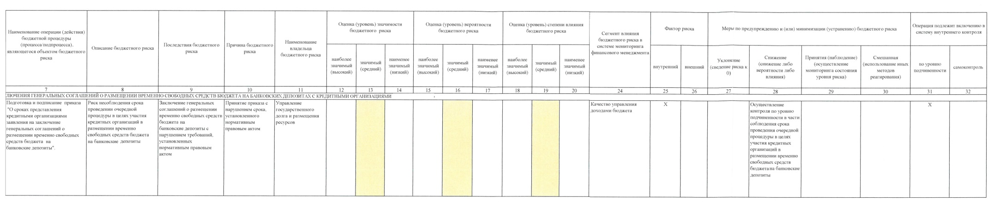 Наименование операции (действия)
бюджетной процедуры
(процесса/подпроцесса),
являющегося объектом бюджетного
риска
Описание бюджетного риска
Последствия бюджетного
риска
Причина бюджетного
риска
Наименование
владельца
бюджетного риска
Оценка (уровень) значимости
бюджетного риска
Оценка (уровень) вероятности
бюджетного риска
Оценка (уровень) степени влияния
бюджетного риска
Сегмент влияния
бюджетного риска в
системе мониторинга
финансового менеджмента
Фактор риска
Меры по предупреждению и (или) минимизации (устранению) бюджетного риска
Операция подлежит включению в
систему внутреннего контроля
наиболее
значимый
(высокий)
значимый
(средний)
наименее
значимый
(низкий)
наиболее
значимый
(высокий)
значимый
(средний)
наименее
значимый
(низкий)
наиболее
значимый
(высокий)
значимый
(средний)
наименее
значимый
(низкий)
внутренний
внешний
Уклонение
(сведение риска к
0)
Снижение
(снижение либо
вероятности либо
влияния)
Принятия (наблюдение)
(осуществление
мониторинга состояния
уровня риска)
Смешанная
(использование иных
методов
реагирования)
по уровню
подчиненности
самоконтроль
7 8 9 10 11 12 13 14 15 16 17 18 19 20 24 25 26 27 28 29 30 31 32
ЛЮЧЕНИЯ ГЕНЕРАЛЬНЫХ СОГЛАШЕНИЙ О РАЗМЕЩЕНИИ ВРЕМЕННО СВОБОДНЫХ СРЕДСТВ БЮДЖЕТА НА БАНКОВСКИХ ДЕПОЗИТАХ С КРЕДИТНЫМИ ОРГАНИЗАЦИЯМИ
Подготовка и подписание приказа
"О сроках представления
кредитными организациями
заявления на заключение
генеральных соглашений о
размещении временно свободных
средств бюджета на
банковские депозиты".
Риск несоблюдения срока
проведении очередной
процедуры в целях участия
кредитных организаций в
размещении временно
свободных средств бюджета
на банковские депозиты
Заключение генеральных
соглашений о размещении
временно свободных средств
бюджета на
банковские депозиты с
нарушением требований,
установленных
нормативным правовым
актом
Принятие приказа с
нарушением срока,
установленного
нормативным
правовым актом
Управление
государственного
долга и размещения
ресурсов
Качество управления
доходами бюджета
X
Осуществление
контроля по уровню
подчиненности в части
соблюдения срока
проведения очередной
процедуры в целях
участия кредитных
организаций в
размещении временно
свободных средств
бюджета на банковские
депозиты
X